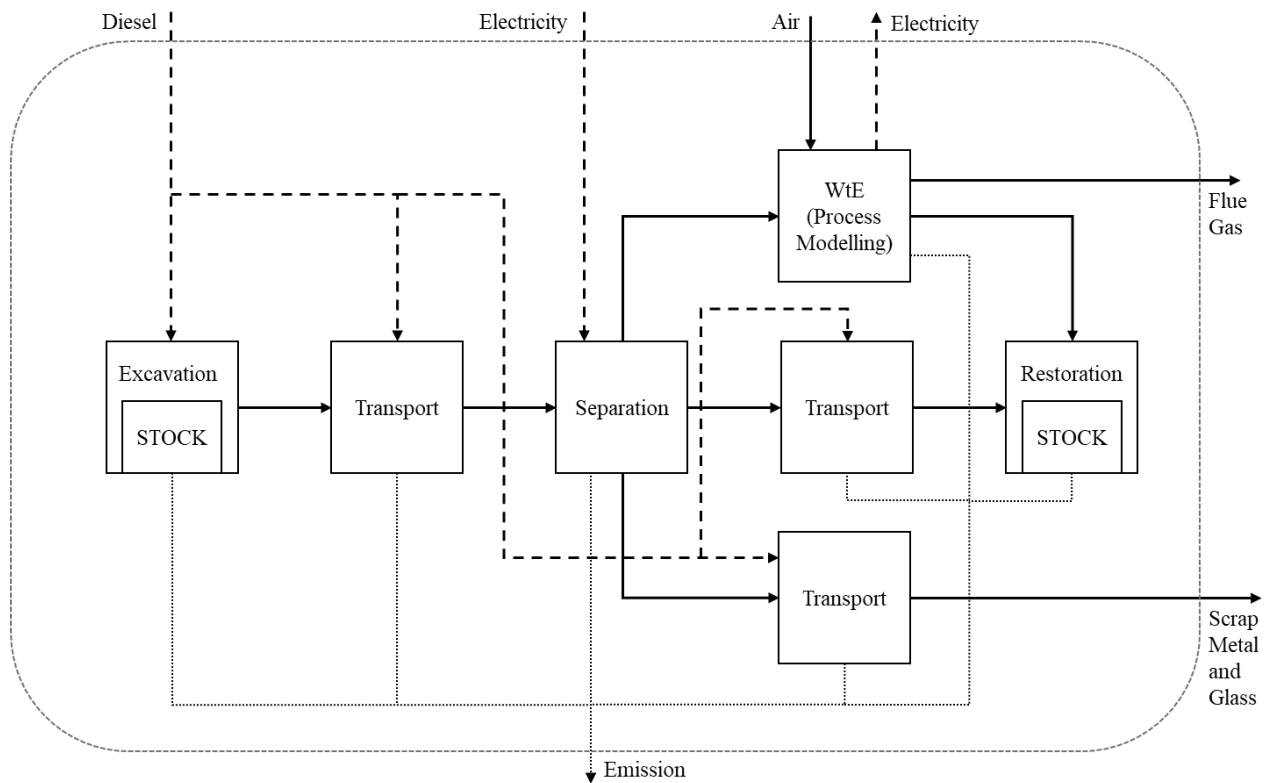 Diesel
Electricity
Air
Electricity
WtE
(Process
Modelling)
Flue
Gas
Excavation
STOCK
Transport
Separation
Transport
Restoration
STOCK
Transport
Scrap
Metal
and
Glass
Emission